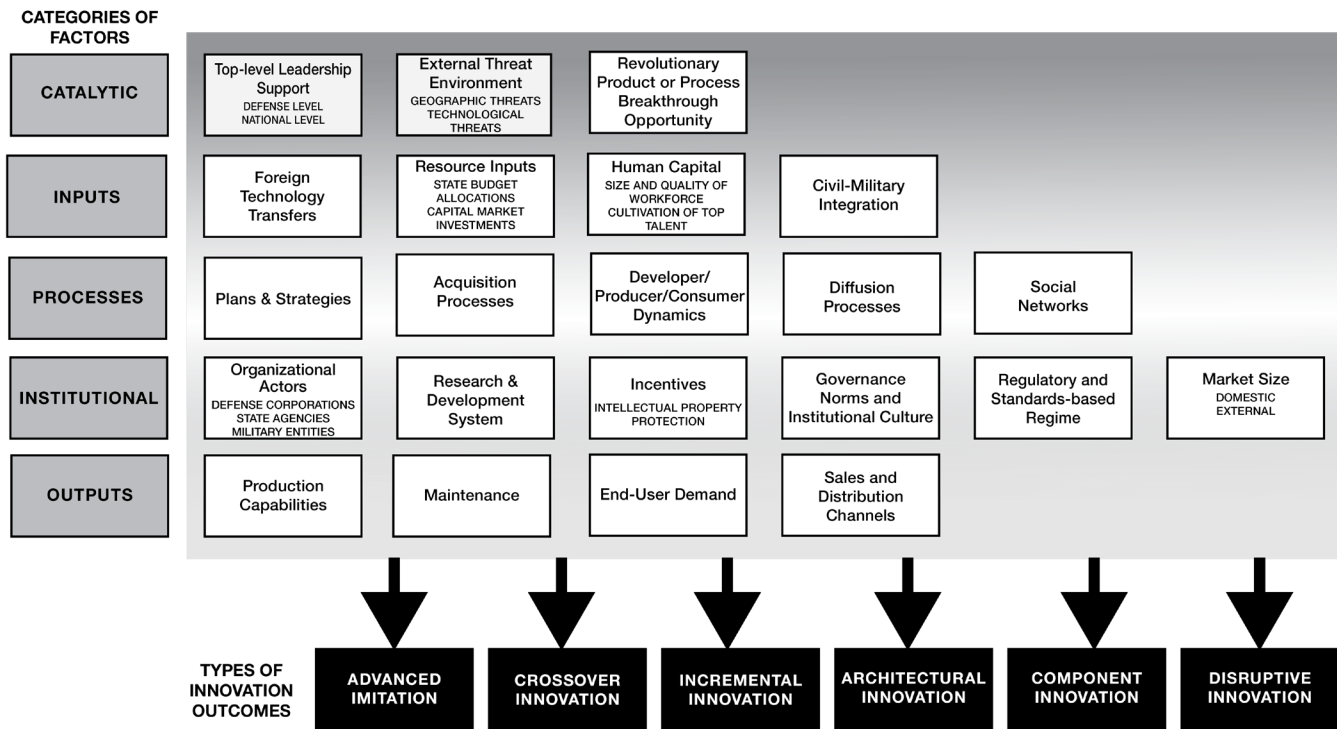 CATEGORIES OF
FACTORS
CATALYTIC
Top-level Leadership
Support
DEFENSE LEVEL
NATIONAL LEVEL
External Threat
Environment
GEOGRAPHIC THREATS
TECHNOLOGICAL
THREATS
Revolutionary
Product or Process
Breakthrough
Opportunity
INPUTS
Foreign
Technology
Transfers
Resource Inputs
STATE BUDGET
ALLOCATIONS
CAPITAL MARKET
INVESTMENTS
Human Capital
SIZE AND QUALITY OF
WORKFORCE
CULTIVATION OF TOP
TALENT
Civil-Military
Integration
PROCESSES
Plans & Strategies
Acquisition
Processes
Developer/
Producer/Consumer
Dynamics
Diffusion
Processes
Social
Networks
INSTITUTIONAL
Organizational
Actors
DEFENSE CORPORATIONS
STATE AGENCIES
MILITARY ENTITIES
Research &
Development
System
Incentives
INTELLECTUAL PROPERTY
PROTECTION
Governance
Norms and
Institutional Culture
Regulatory and
Standards-based
Regime
Market Size
DOMESTIC
EXTERNAL
OUTPUTS
Production
Capabilities
Maintenance
End-User Demand
Sales and
Distribution
Channels
TYPES OF
INNOVATION
OUTCOMES
ADVANCED
IMITATION
CROSSOVER
INNOVATION
INCREMENTAL
INNOVATION
ARCHITECTURAL
INNOVATION
COMPONENT
INNOVATION
DISRUPTIVE
INNOVATION